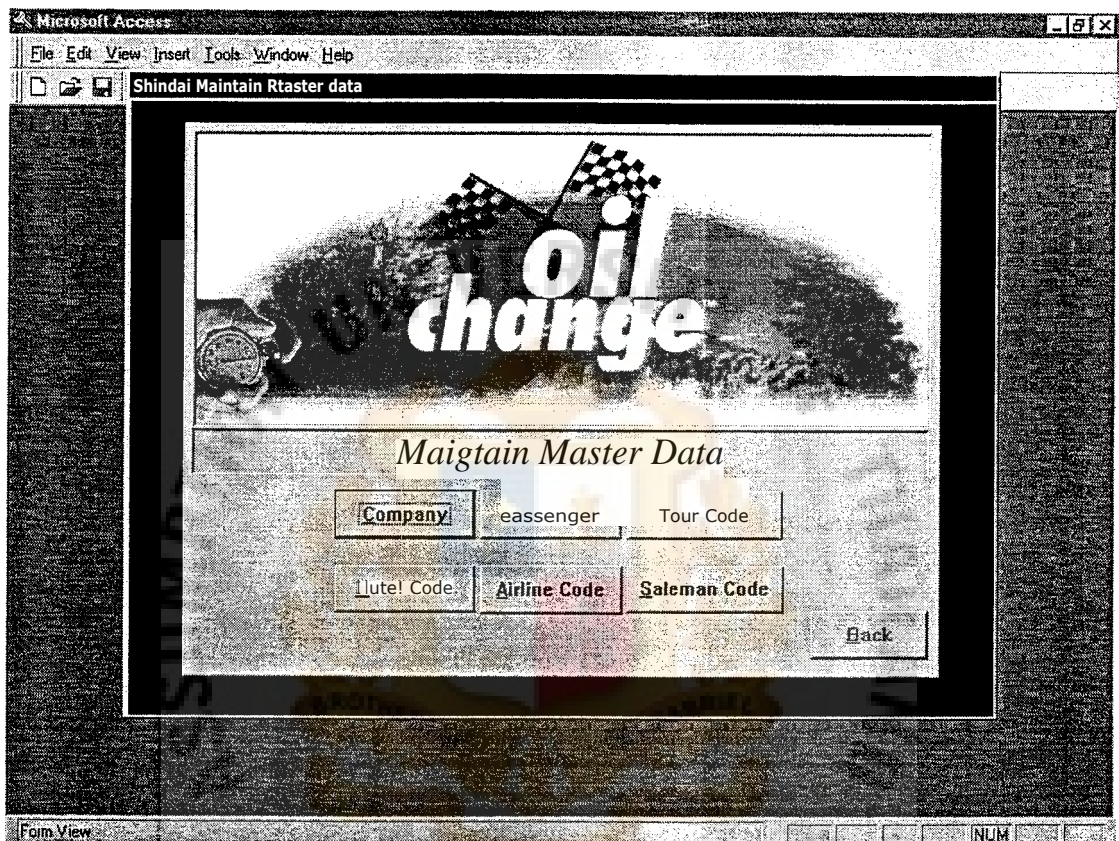 Microsoft Access
File Edit View Insert Tools Window Help
Shindai Maintain Rtaster data
oil
change
Maigtain Master Data
Company eassenger Tour Code
Ilute! Code Airline Code Saleman Code
Back
Form View NUM